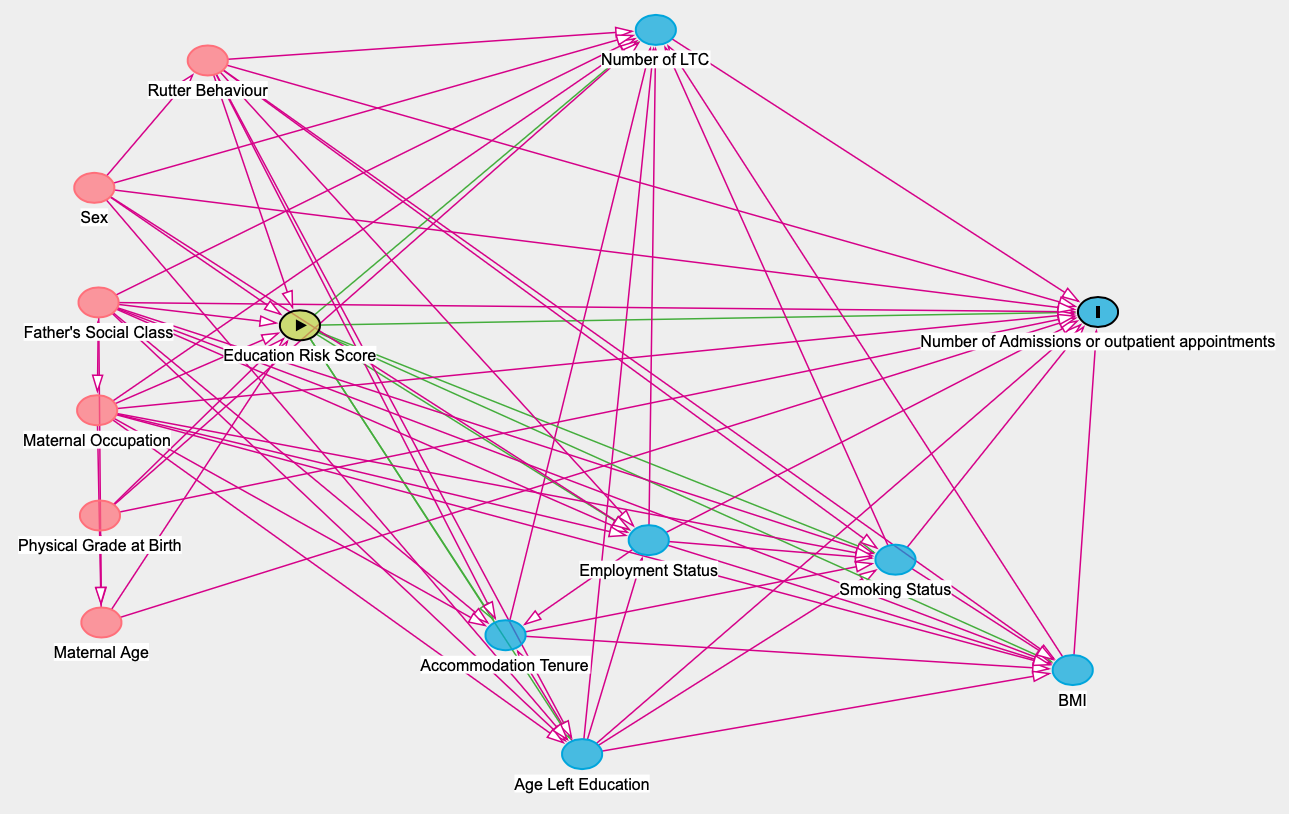 Number of LTC
Rutter Behaviour
Sex
Father's Social Class
Education Risk Score
Number of Admissions or outpatient appointments
Maternal Occupation
Physical Grade at Birth
Employment Status
Smoking Status
Maternal Age
Accommodation Tenure
BMI
Age Left Education